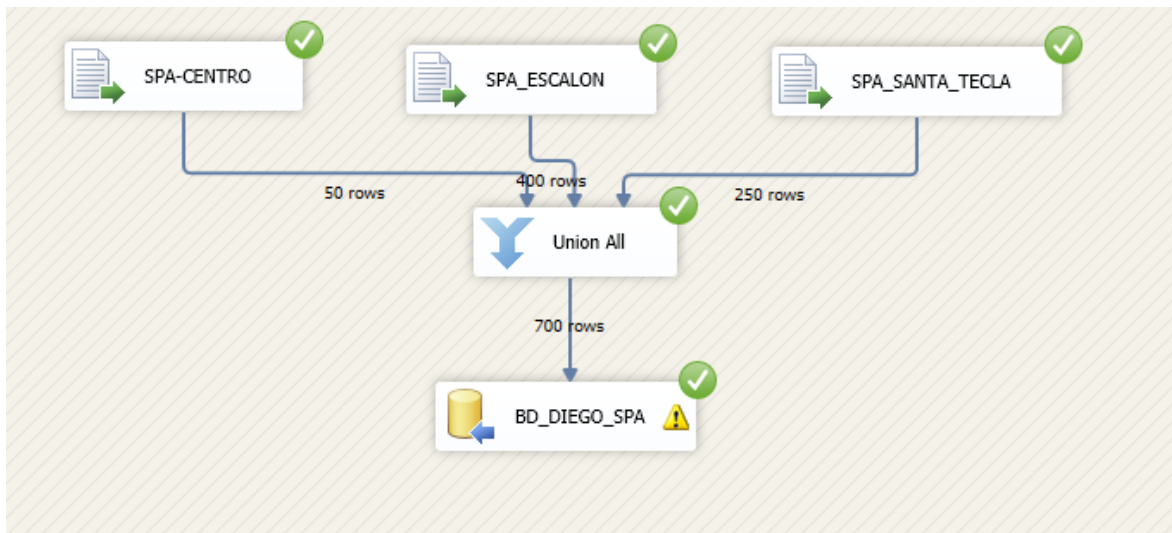 SPA-CENTRO
SPA_ESCALON
SPA_SANTA_TECLA
50 rows
400 rows
250 rows
Union All
700 rows
BD_DIEGO_SPA